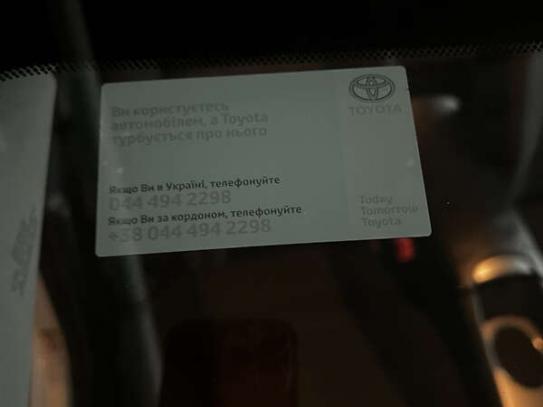 Ви користуєтесь
автомобілем, а Toyota
турбується про нього
TOYOTA
Якщо Ви в Україні, телефонуйте
044 494 2298
Якщо Ви за кордоном, телефонуйте
+38 044 494 2298
Today
Tomorrow
Toyota